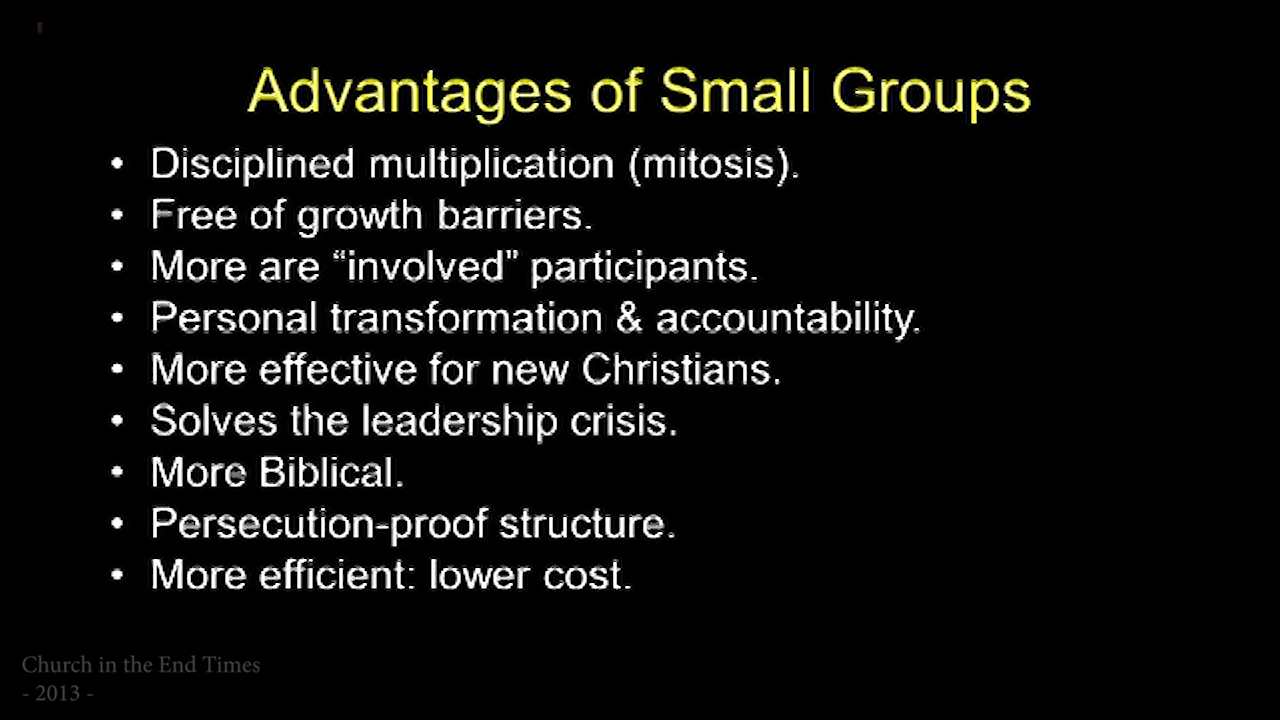 Advantages of Small Groups
• Disciplined multiplication (mitosis).
• Free of growth barriers.
• More are “involved” participants.
• Personal transformation & accountability.
• More effective for new Christians.
• Solves the leadership crisis.
• More Biblical.
• Persecution-proof structure.
• More efficient: lower cost.
Church in the End Times
- 2013 -